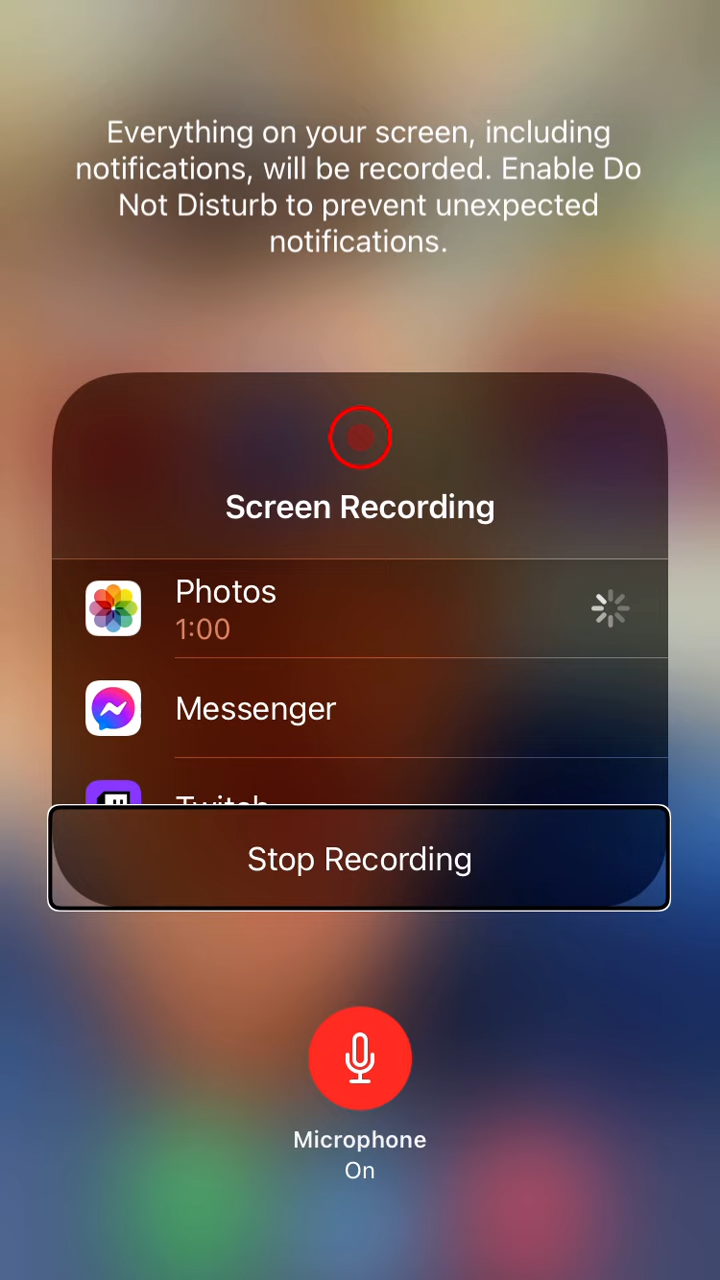 Everything on your screen, including
notifications, will be recorded. Enable Do
Not Disturb to prevent unexpected
notifications.
Screen Recording
Photos
1:00
Messenger
Twitch
Stop Recording
Microphone
On